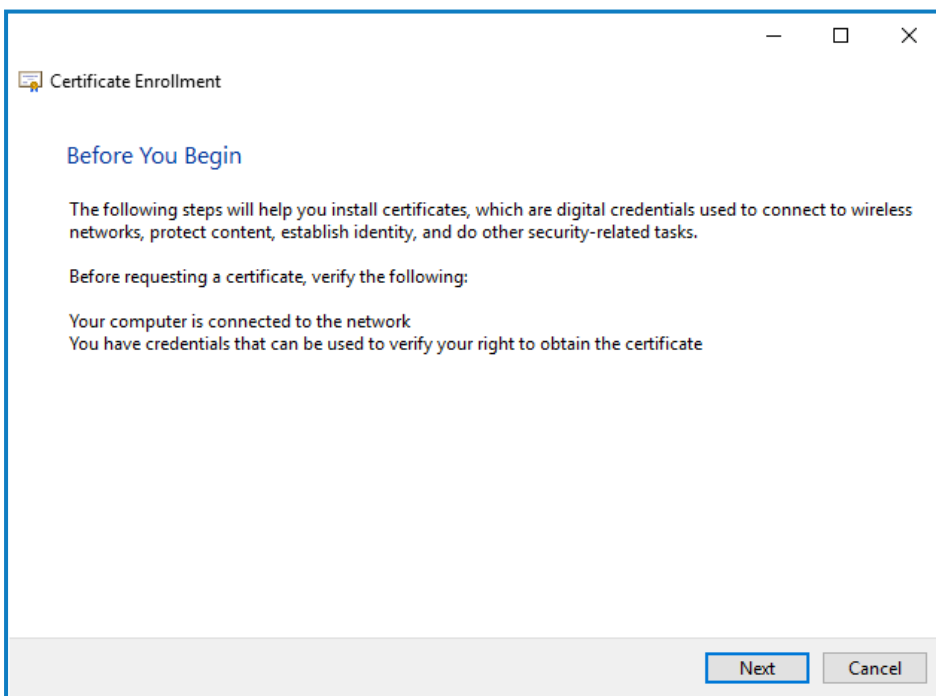 Certificate Enrollment
Before You Begin
The following steps will help you install certificates, which are digital credentials used to connect to wireless
networks, protect content, establish identity, and do other security-related tasks.
Before requesting a certificate, verify the following:
Your computer is connected to the network
You have credentials that can be used to verify your right to obtain the certificate
Next
Cancel